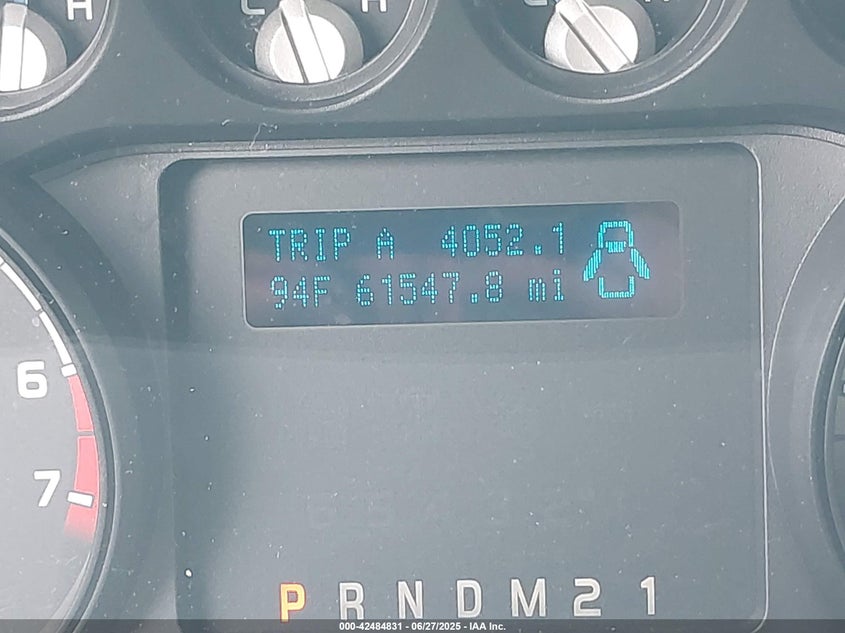 H
C H
TRIP A 4052.1
94F 61547.8 mi
6
7
P R N D M 2 1
000-42484831 - 06/27/2025 - IAA Inc.